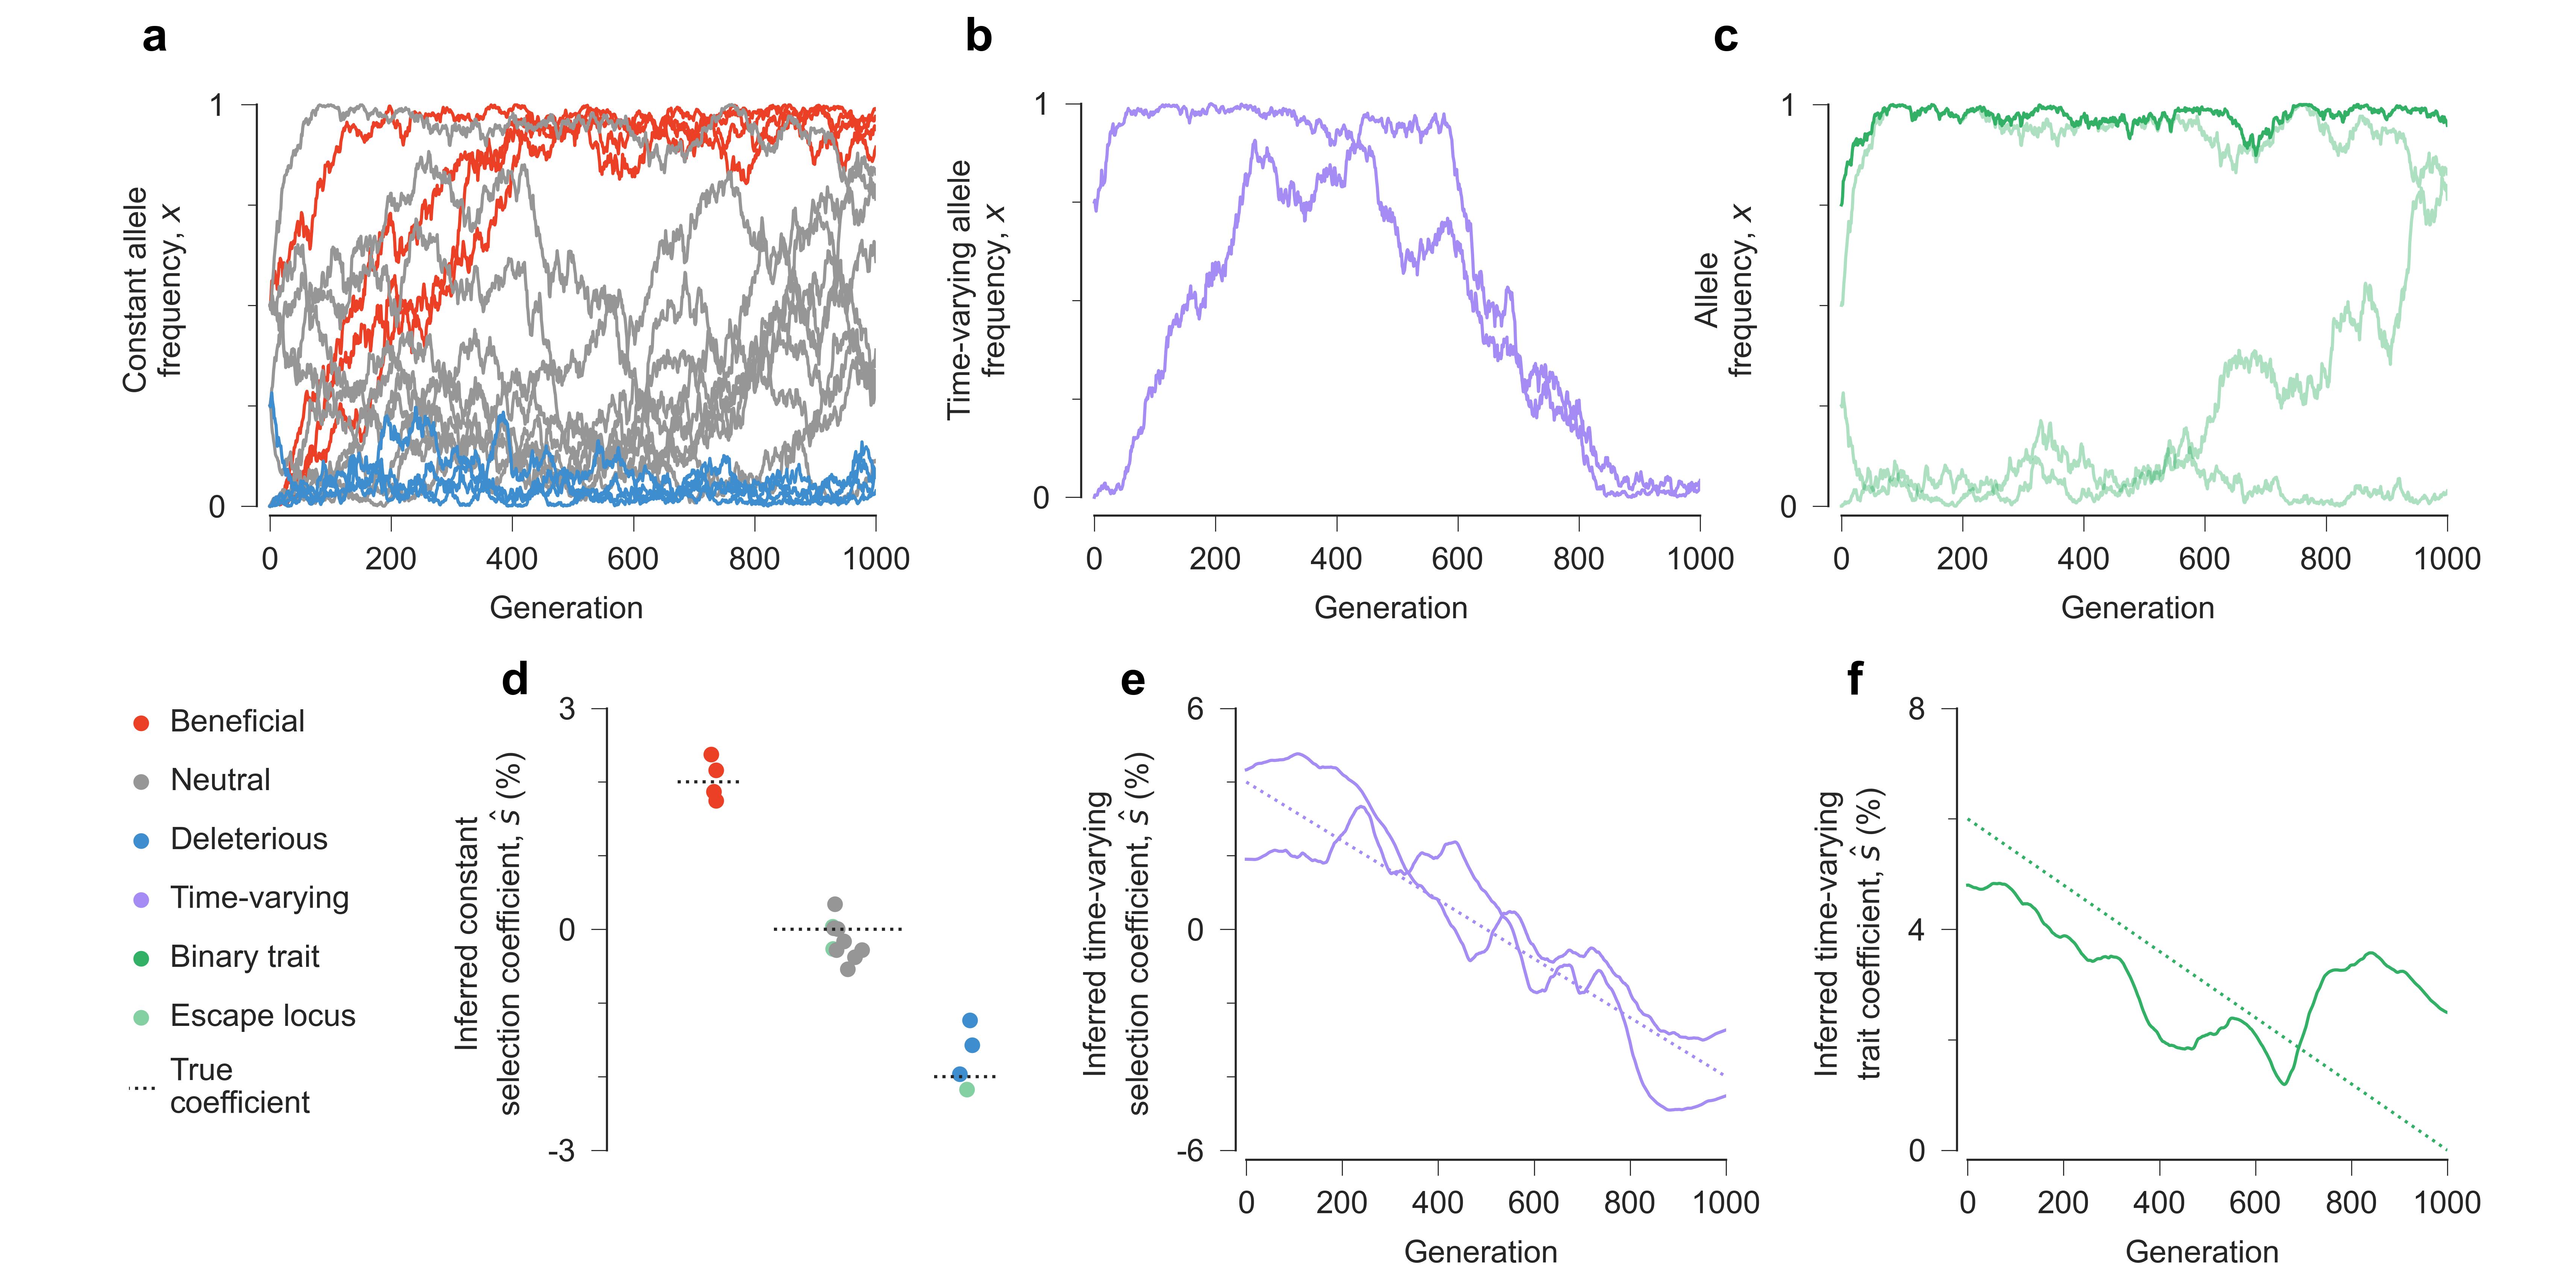 a
1
0
Constant allele
frequency, x
0 200 400 600 800 1000
Generation
b
1
0
Time-varying allele
frequency, x
0 200 400 600 800 1000
Generation
c
1
0
Allele
frequency, x
0 200 400 600 800 1000
Generation
Beneficial
Neutral
Deleterious
Time-varying
Binary trait
Escape locus
True
coefficient
d
3
0
-3
Inferred constant
selection coefficient, ŝ (%)
e
6
0
-6
Inferred time-varying
selection coefficient, ŝ (%)
0 200 400 600 800 1000
Generation
f
8
4
0
Inferred time-varying
trait coefficient, ŝ (%)
0 200 400 600 800 1000
Generation